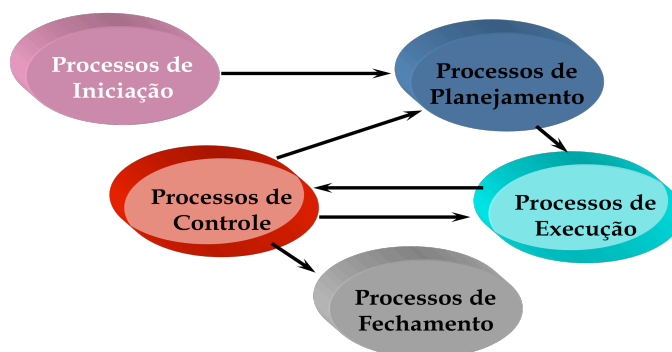 Processos de
Iniciação
Processos de
Planejamento
Processos de
Controle
Processos de
Execução
Processos de
Fechamento